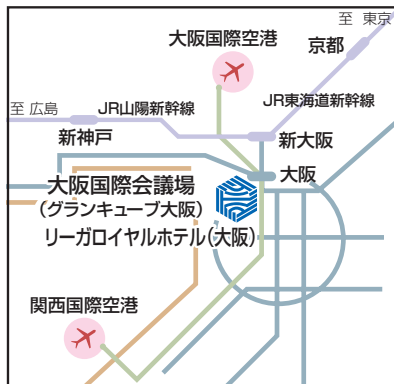 至 東京
大阪国際空港
京都
至 広島
JR山陽新幹線
JR東海道新幹線
新神戸
新大阪
大阪
大阪国際会議場
(グランキューブ大阪)
リーガロイヤルホテル(大阪)
関西国際空港